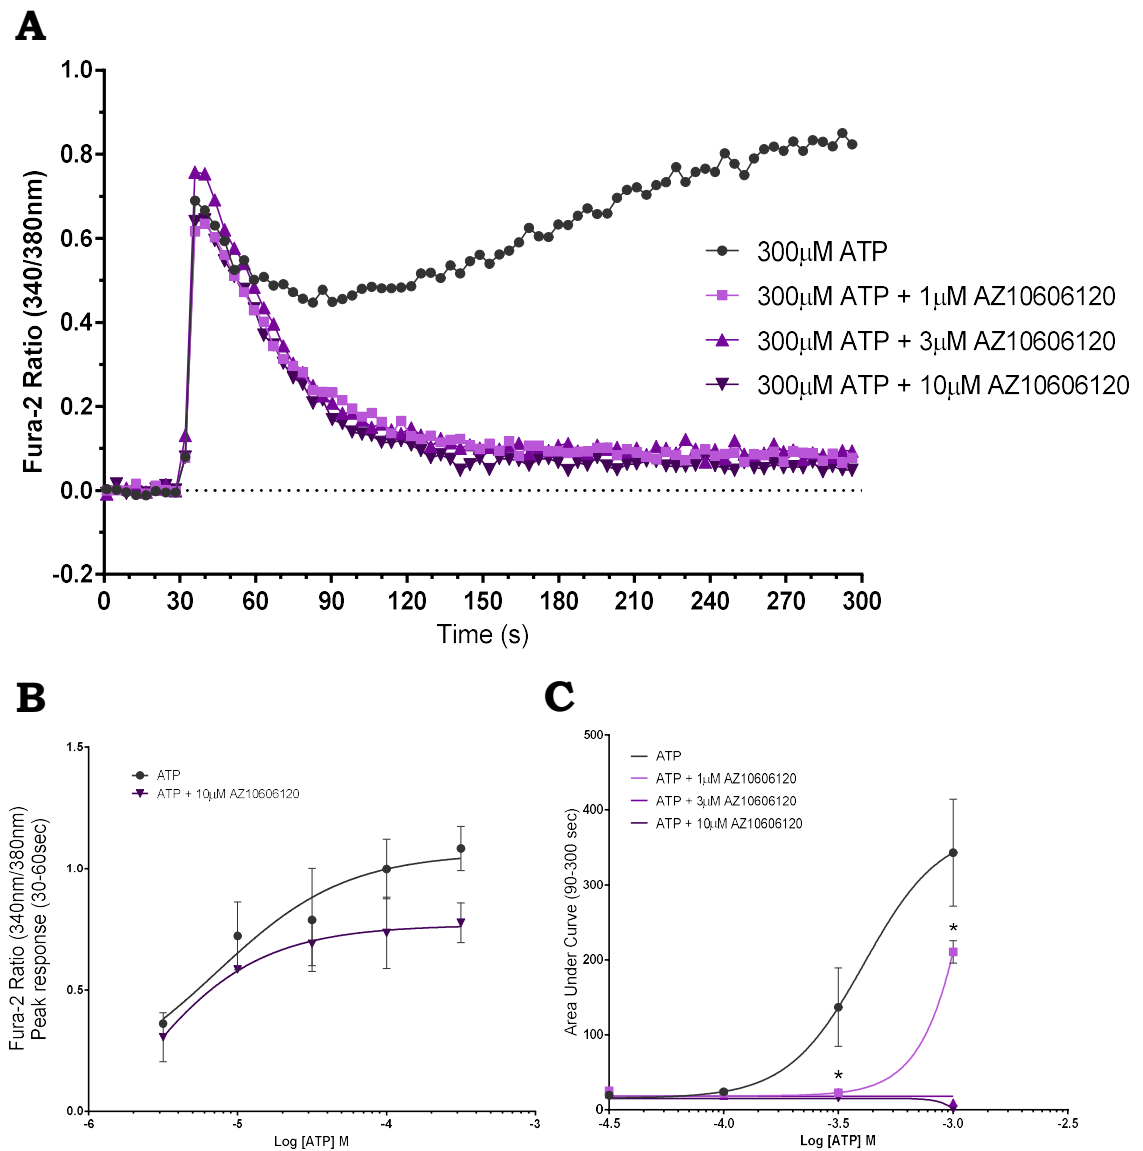 A
1.0
0.8
0.6
0.4
0.2
0.0
-0.2
Fura-2 Ratio (340/380nm)
0 30 60 90 120 150 180 210 240 270 300
Time (s)
300μM ATP
300μM ATP + 1μM AZ10606120
300μM ATP + 3μM AZ10606120
300μM ATP + 10μM AZ10606120
B
1.5
1.0
0.5
0.0
Fura-2 Ratio (340nm/380nm)
Peak response (30-60sec)
ATP
ATP + 10μM AZ10606120
-6 -5 -4 -3
Log [ATP] M
C
500
400
300
200
100
0
Area Under Curve (90-300 sec)
ATP
ATP + 1μM AZ10606120
ATP + 3μM AZ10606120
ATP + 10μM AZ10606120
*
*
-4.5 -4.0 -3.5 -3.0 -2.5
Log [ATP] M